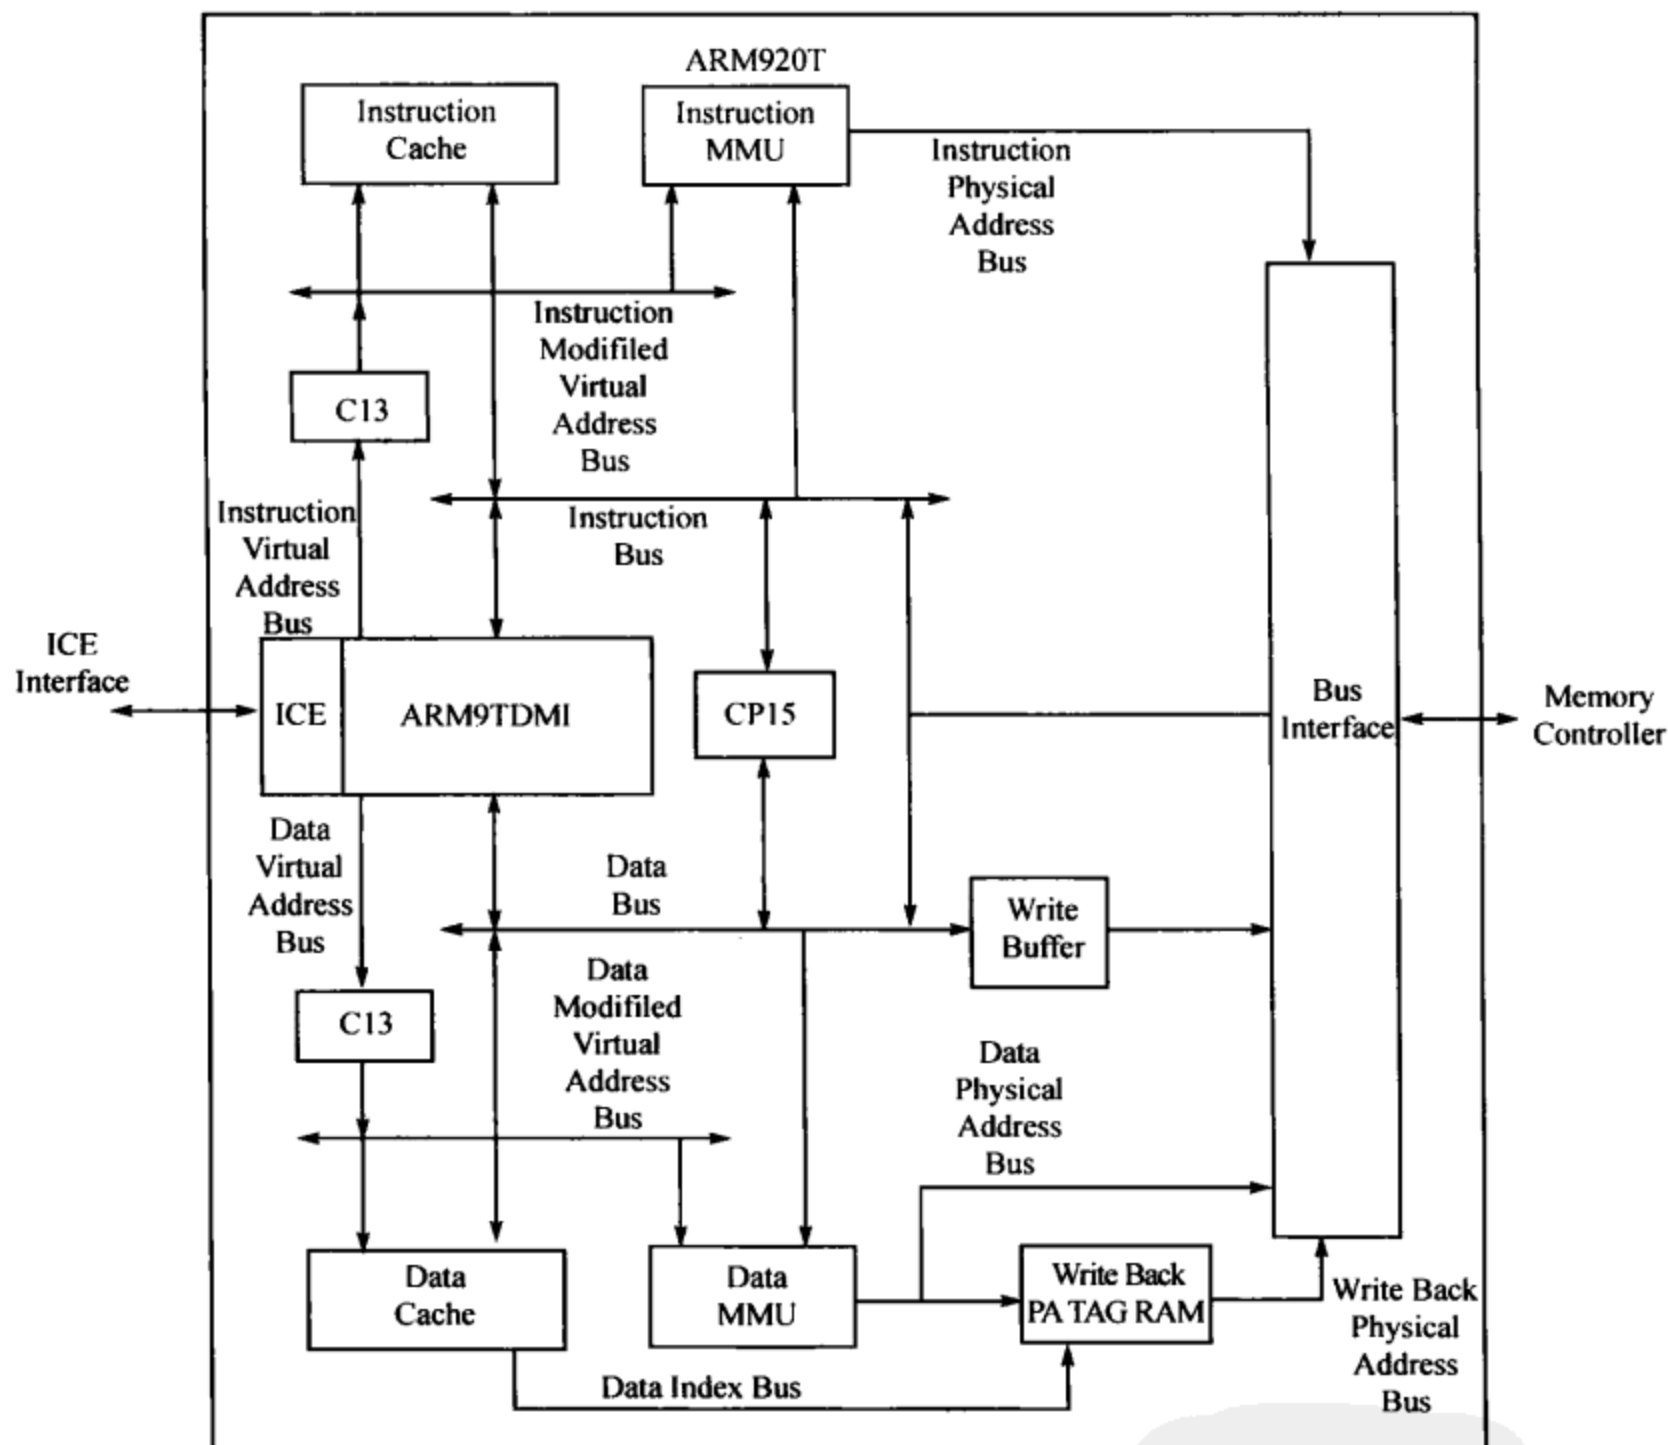 ARM920T
Instruction
Cache
Instruction
MMU
Instruction
Physical
Address
Bus
Instruction
Modifiled
Virtual
Address
Bus
C13
Instruction
Virtual
Address
Bus
Instruction
Bus
ICE
Interface
ICE
ARM9TDMI
CP15
Bus
Interface
Memory
Controller
Data
Virtual
Address
Bus
Data
Bus
Write
Buffer
C13
Data
Modifiled
Virtual
Address
Bus
Data
Physical
Address
Bus
Data
Cache
Data
MMU
Write Back
PA TAG RAM
Write Back
Physical
Address
Bus
Data Index Bus